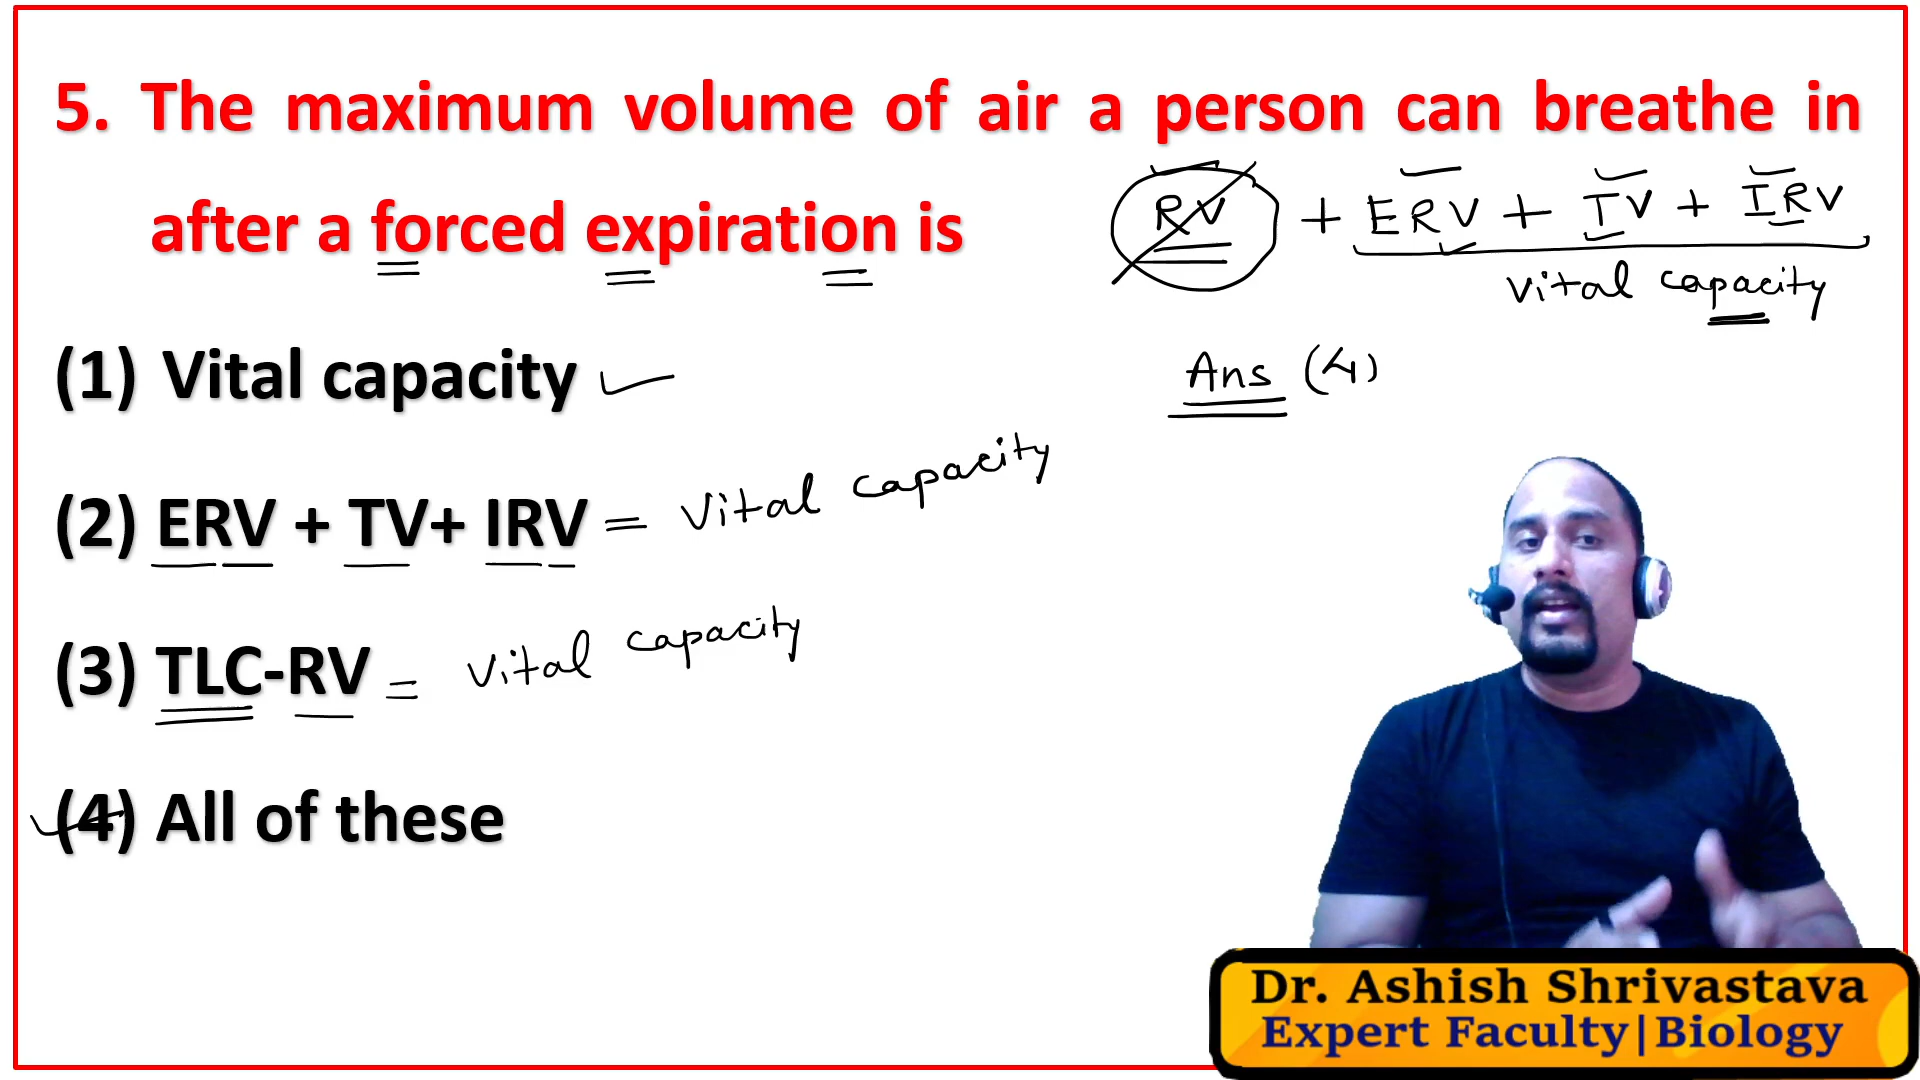 5. The maximum volume of air a person can breathe in
after a forced expiration is
RV + ERV + TV + IRV
Vital capacity
(1) Vital capacity
Ans (4)
(2) ERV + TV+ IRV = Vital capacity
(3) TLC-RV = Vital capacity
(4) All of these
Dr. Ashish Shrivastava
Expert Faculty|Biology